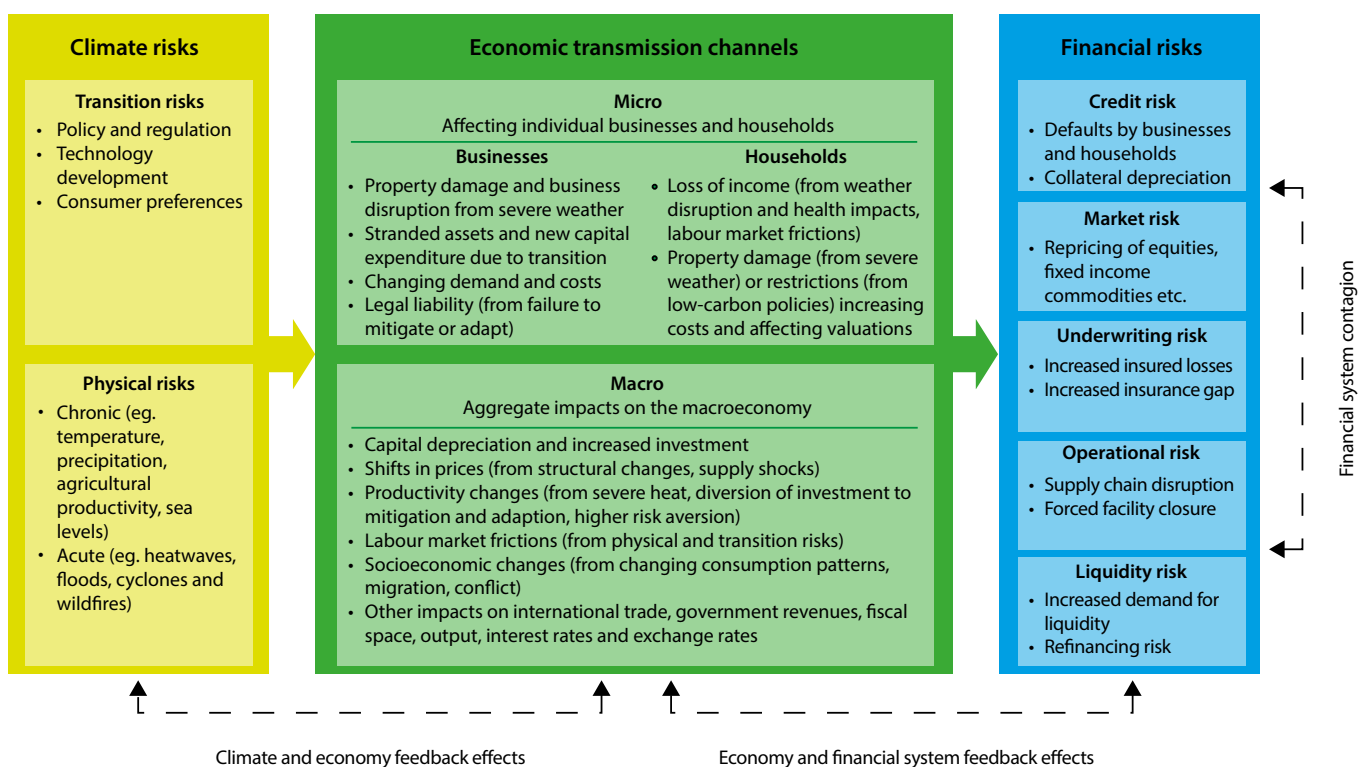 Climate risks
Transition risks
• Policy and regulation
• Technology
development
• Consumer preferences
Physical risks
• Chronic (eg.
temperature,
precipitation,
agricultural
productivity, sea
levels)
• Acute (eg. heatwaves,
floods, cyclones and
wildfires)
Economic transmission channels
Micro
Affecting individual businesses and households
Businesses
• Property damage and business
disruption from severe weather
• Stranded assets and new capital
expenditure due to transition
• Changing demand and costs
• Legal liability (from failure to
mitigate or adapt)
Households
• Loss of income (from weather
disruption and health impacts,
labour market frictions)
• Property damage (from severe
weather) or restrictions (from
low-carbon policies) increasing
costs and affecting valuations
Macro
Aggregate impacts on the macroeconomy
• Capital depreciation and increased investment
• Shifts in prices (from structural changes, supply shocks)
• Productivity changes (from severe heat, diversion of investment to
mitigation and adaption, higher risk aversion)
• Labour market frictions (from physical and transition risks)
• Socioeconomic changes (from changing consumption patterns,
migration, conflict)
• Other impacts on international trade, government revenues, fiscal
space, output, interest rates and exchange rates
Financial risks
Credit risk
• Defaults by businesses
and households
• Collateral depreciation
Market risk
• Repricing of equities,
fixed income
commodities etc.
Underwriting risk
• Increased insured losses
• Increased insurance gap
Operational risk
• Supply chain disruption
• Forced facility closure
Liquidity risk
• Increased demand for
liquidity
• Refinancing risk
Financial system contagion
Climate and economy feedback effects
Economy and financial system feedback effects